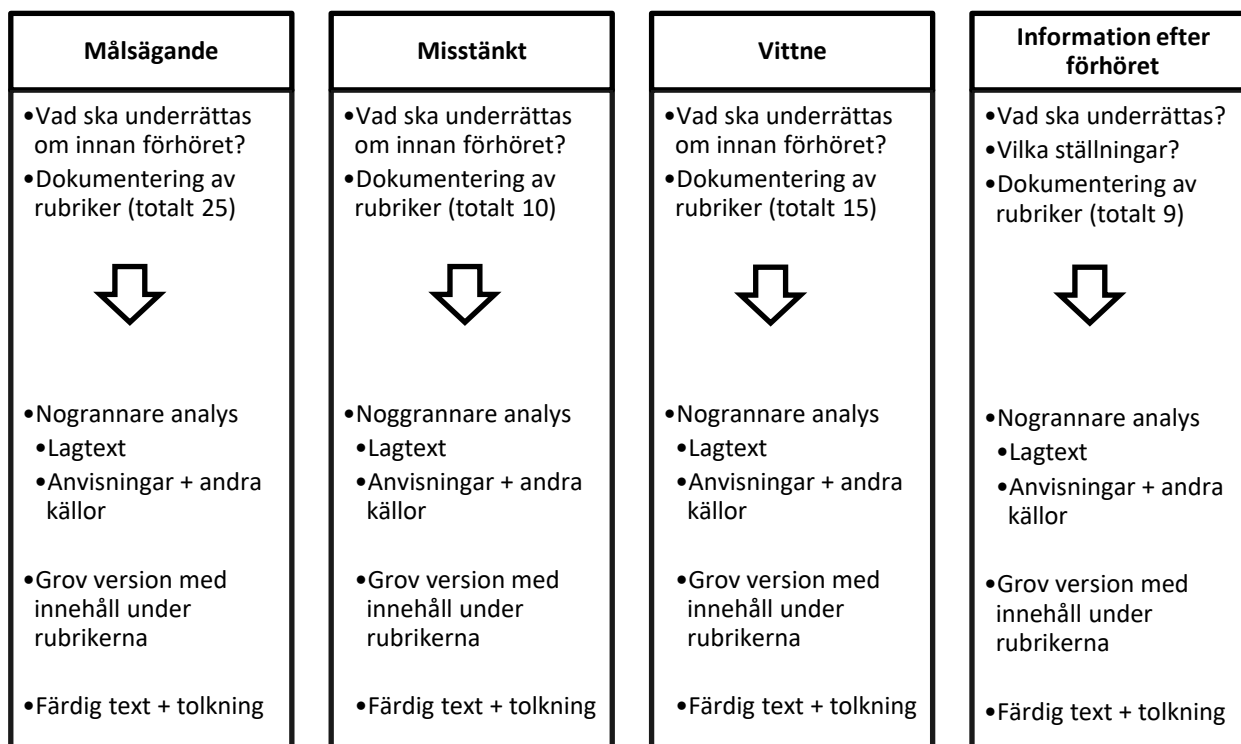 Målsägande
•Vad ska underrättas
om innan förhöret?
•Dokumentering av
rubriker (totalt 25)
•Nogrannare analys
•Lagtext
•Anvisningar + andra
källor
•Grov version med
innehåll under
rubrikerna
•Färdig text + tolkning
Misstänkt
•Vad ska underrättas
om innan förhöret?
•Dokumentering av
rubriker (totalt 10)
•Noggrannare analys
•Lagtext
•Anvisningar + andra
källor
•Grov version med
innehåll under
rubrikerna
•Färdig text + tolkning
Vittne
•Vad ska underrättas
om innan förhöret?
•Dokumentering av
rubriker (totalt 15)
•Nogrannare analys
•Lagtext
•Anvisningar + andra
källor
•Grov version med
innehåll under
rubrikerna
•Färdig text + tolkning
Information efter
förhöret
•Vad ska underrättas?
•Vilka ställningar?
•Dokumentering av
rubriker (totalt 9)
•Nogrannare analys
•Lagtext
•Anvisningar + andra
källor
•Grov version med
innehåll under
rubrikerna
•Färdig text + tolkning